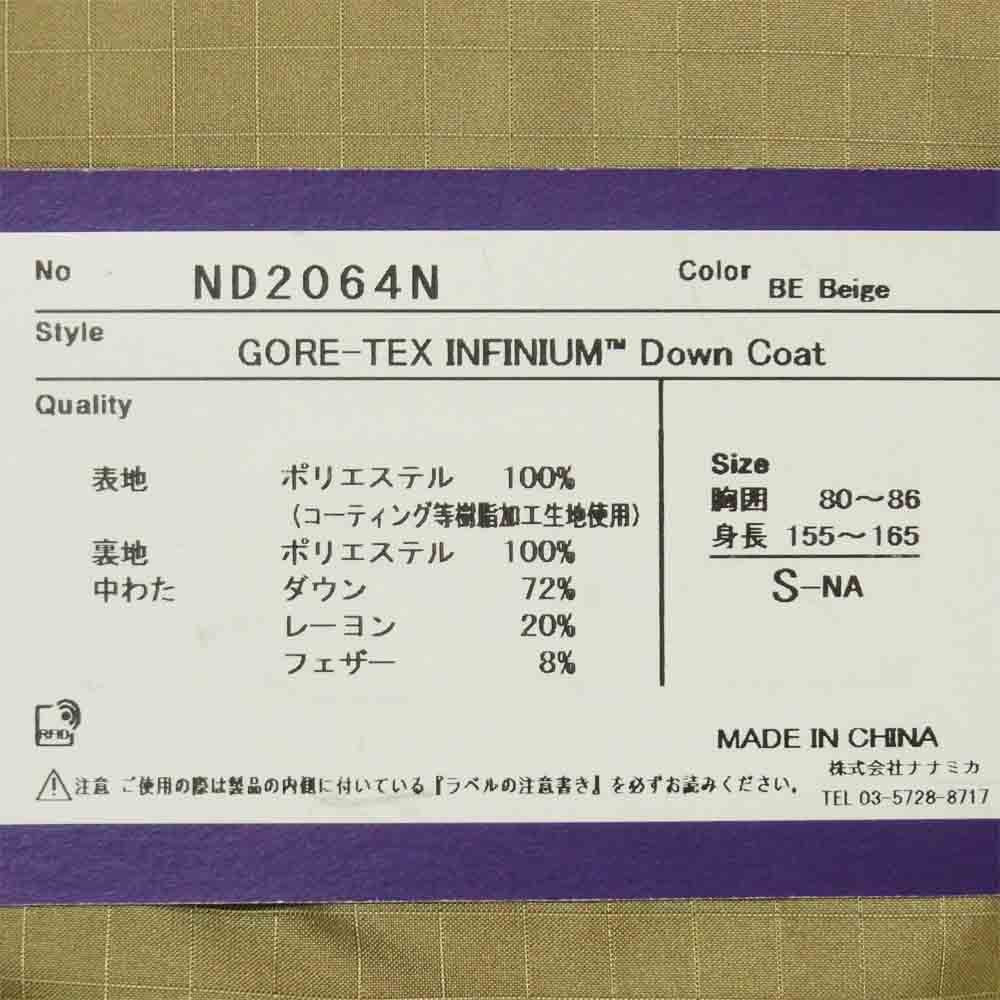 No ND2064N Color BE Beige
Style GORE-TEX INFINIUM™ Down Coat
Quality
表地 ポリエステル 100%
(コーティング等樹脂加工生地使用)
裏地 ポリエステル 100%
中わた ダウン 72%
レーヨン 20%
フェザー 8%
Size
胸囲 80～86
身長 155～165
S-NA
RFID
MADE IN CHINA
株式会社ナナミカ
注意 ご使用の際は製品の内側に付いている『ラベルの注意書き』を必ずお読みください。
TEL 03-5728-8717